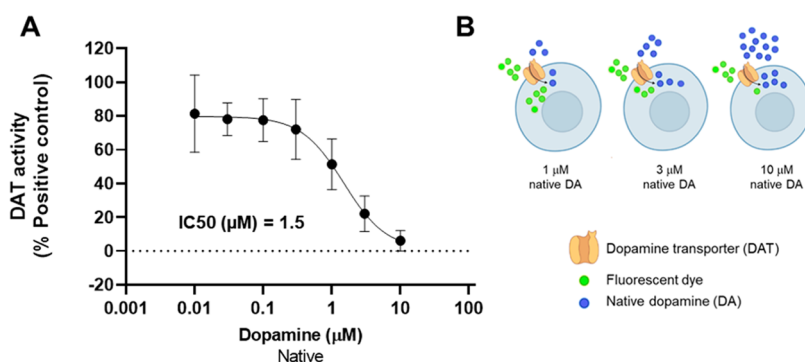 A
DAT activity
(% Positive control)
120
100
80
60
40
20
0
-20
IC50 (μM) = 1.5
0.001
0.01
0.1
1
10
100
Dopamine (μM)
Native
B
1 μM
native DA
3 μM
native DA
10 μM
native DA
Dopamine transporter (DAT)
Fluorescent dye
Native dopamine (DA)